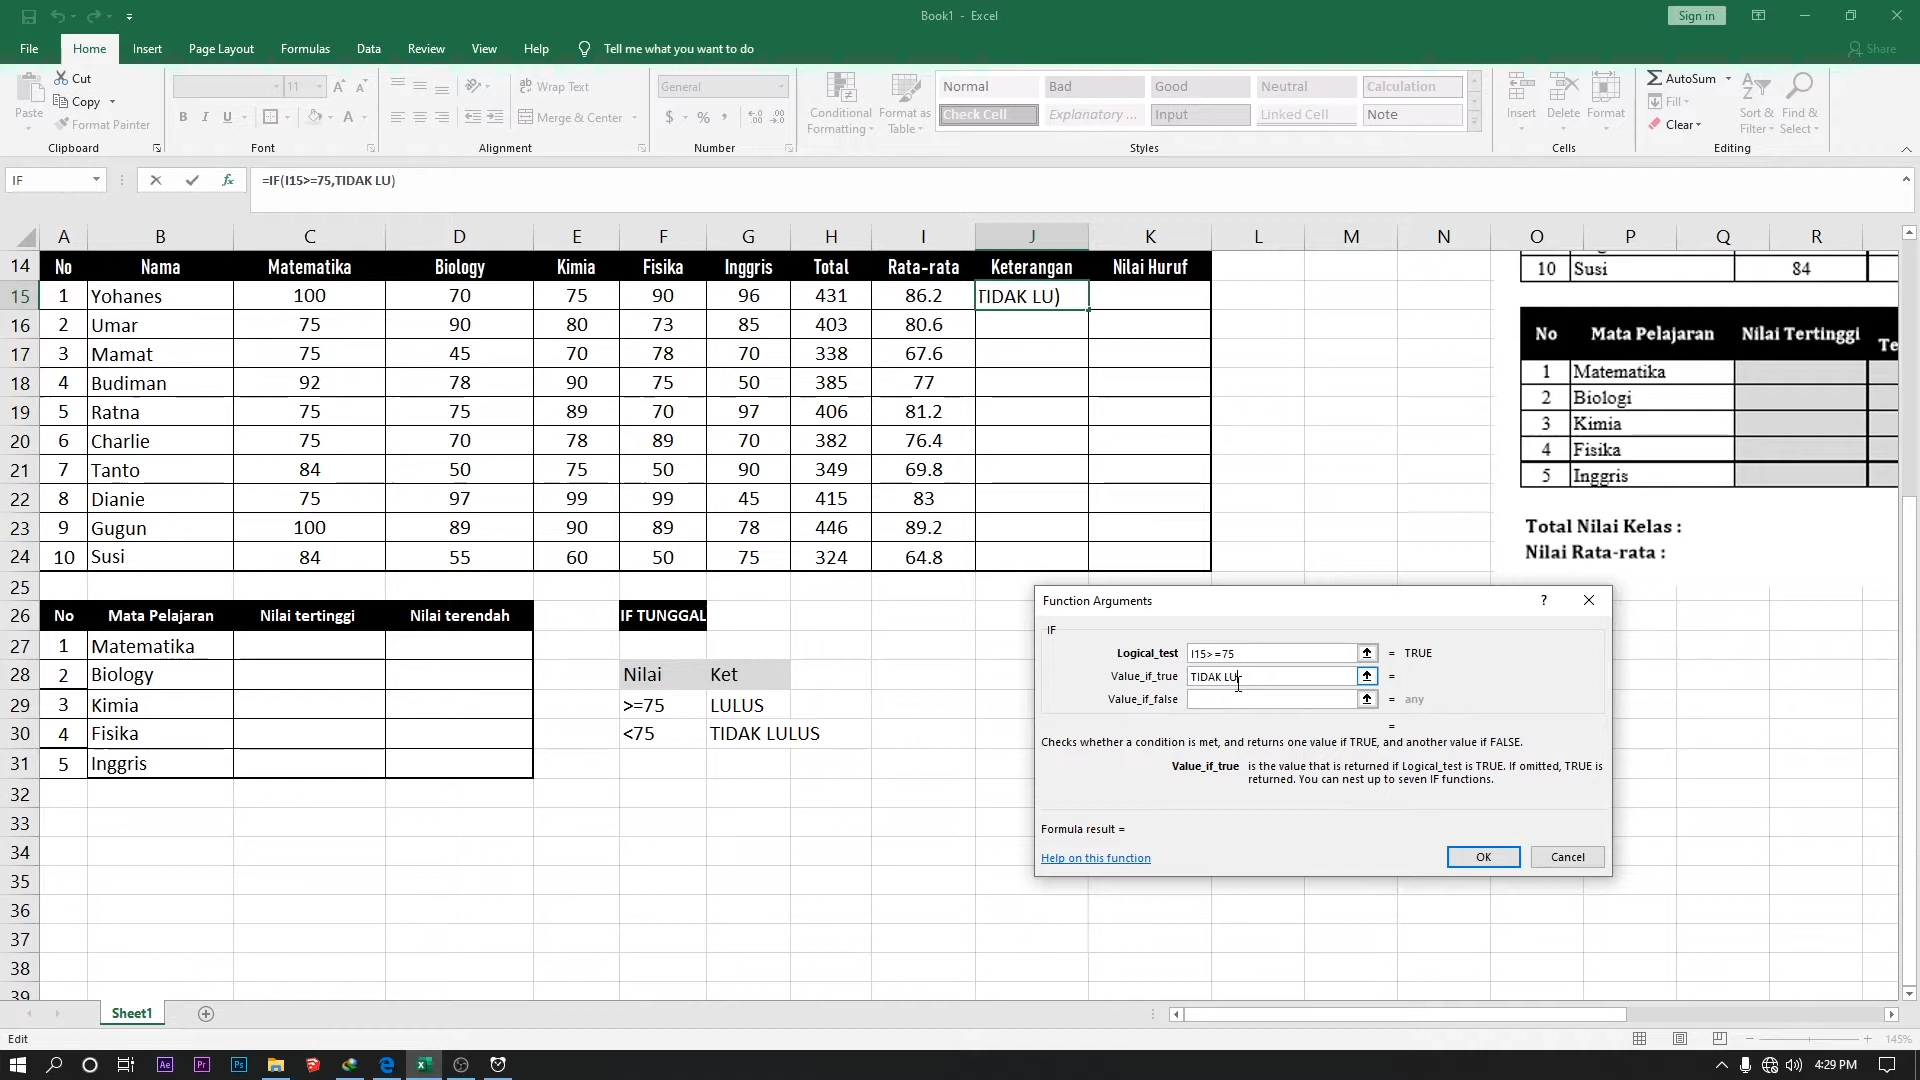 Book1 - Excel
Sign in
File Home Insert Page Layout Formulas Data Review View Help Tell me what you want to do Share
Cut
Copy
Format Painter
Paste
Clipboard
11
B I U
Font
Wrap Text
Merge & Center
Alignment
General
$ % ,
Number
Conditional Formatting
Format as Table
Normal Bad Good Neutral Calculation
Check Cell Explanatory ... Input Linked Cell Note
Styles
Insert Delete Format
Cells
AutoSum
Fill
Clear
Sort & Filter
Find & Select
Editing
IF fx =IF(I15>=75,TIDAK LU)
A B C D E F G H I J K L M N O P Q R
14 No Nama Matematika Biology Kimia Fisika Inggris Total Rata-rata Keterangan Nilai Huruf
15 1 Yohanes 100 70 75 90 96 431 86.2 TIDAK LU)
16 2 Umar 75 90 80 73 85 403 80.6
17 3 Mamat 75 45 70 78 70 338 67.6
18 4 Budiman 92 78 90 75 50 385 77
19 5 Ratna 75 75 89 70 97 406 81.2
20 6 Charlie 75 70 78 89 70 382 76.4
21 7 Tanto 84 50 75 50 90 349 69.8
22 8 Dianie 75 97 99 99 45 415 83
23 9 Gugun 100 89 90 89 78 446 89.2
24 10 Susi 84 55 60 50 75 324 64.8
25
26 No Mata Pelajaran Nilai tertinggi Nilai terendah IF TUNGGAL
27 1 Matematika
28 2 Biology Nilai Ket
29 3 Kimia >=75 LULUS
30 4 Fisika <75 TIDAK LULUS
31 5 Inggris
32
33
34
35
36
37
38
39
10 Susi 84
No Mata Pelajaran Nilai Tertinggi Te
1 Matematika
2 Biologi
3 Kimia
4 Fisika
5 Inggris
Total Nilai Kelas :
Nilai Rata-rata :
Function Arguments ?
IF
Logical_test I15>=75 = TRUE
Value_if_true TIDAK LU =
Value_if_false = any
=
Checks whether a condition is met, and returns one value if TRUE, and another value if FALSE.
Value_if_true is the value that is returned if Logical_test is TRUE. If omitted, TRUE is
returned. You can nest up to seven IF functions.
Formula result =
Help on this function
OK Cancel
Sheet1
Edit
145%
Ae Pr Ps
4:29 PM